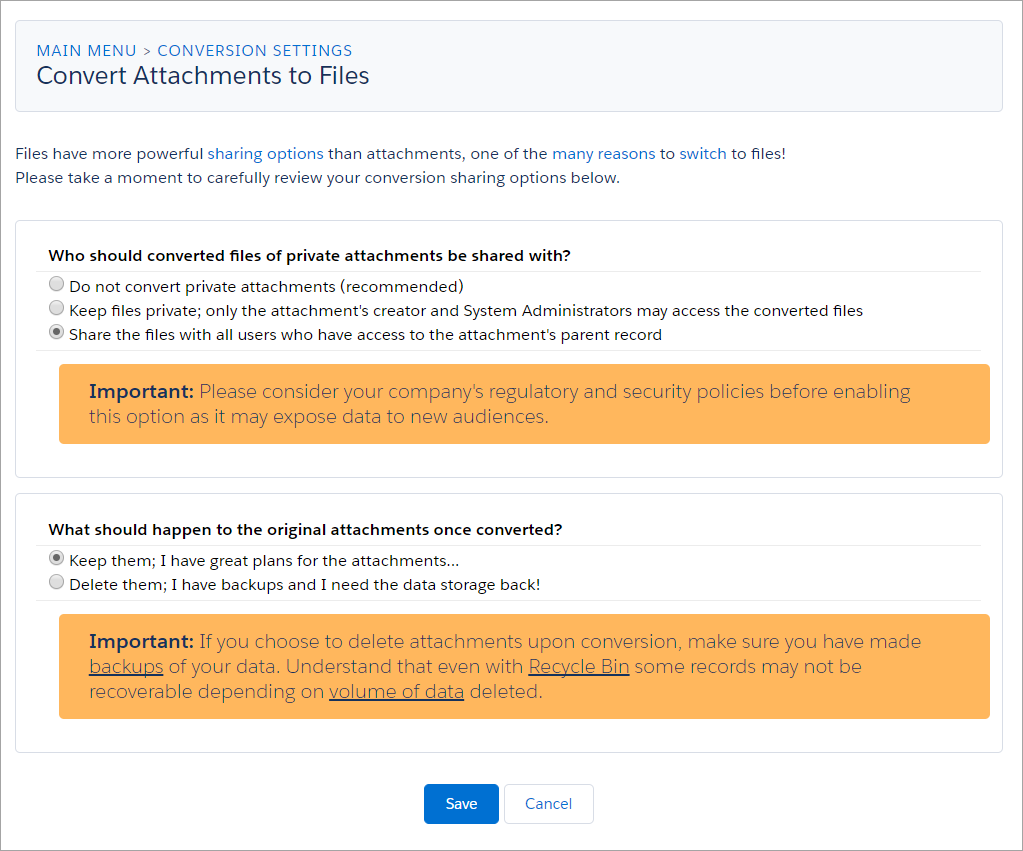 MAIN MENU > CONVERSION SETTINGS
Convert Attachments to Files
Files have more powerful sharing options than attachments, one of the many reasons to switch to files!
Please take a moment to carefully review your conversion sharing options below.
Who should converted files of private attachments be shared with?
Do not convert private attachments (recommended)
Keep files private; only the attachment's creator and System Administrators may access the converted files
Share the files with all users who have access to the attachment's parent record
Important: Please consider your company's regulatory and security policies before enabling
this option as it may expose data to new audiences.
What should happen to the original attachments once converted?
Keep them; I have great plans for the attachments...
Delete them; I have backups and I need the data storage back!
Important: If you choose to delete attachments upon conversion, make sure you have made
backups of your data. Understand that even with Recycle Bin some records may not be
recoverable depending on volume of data deleted.
Save Cancel